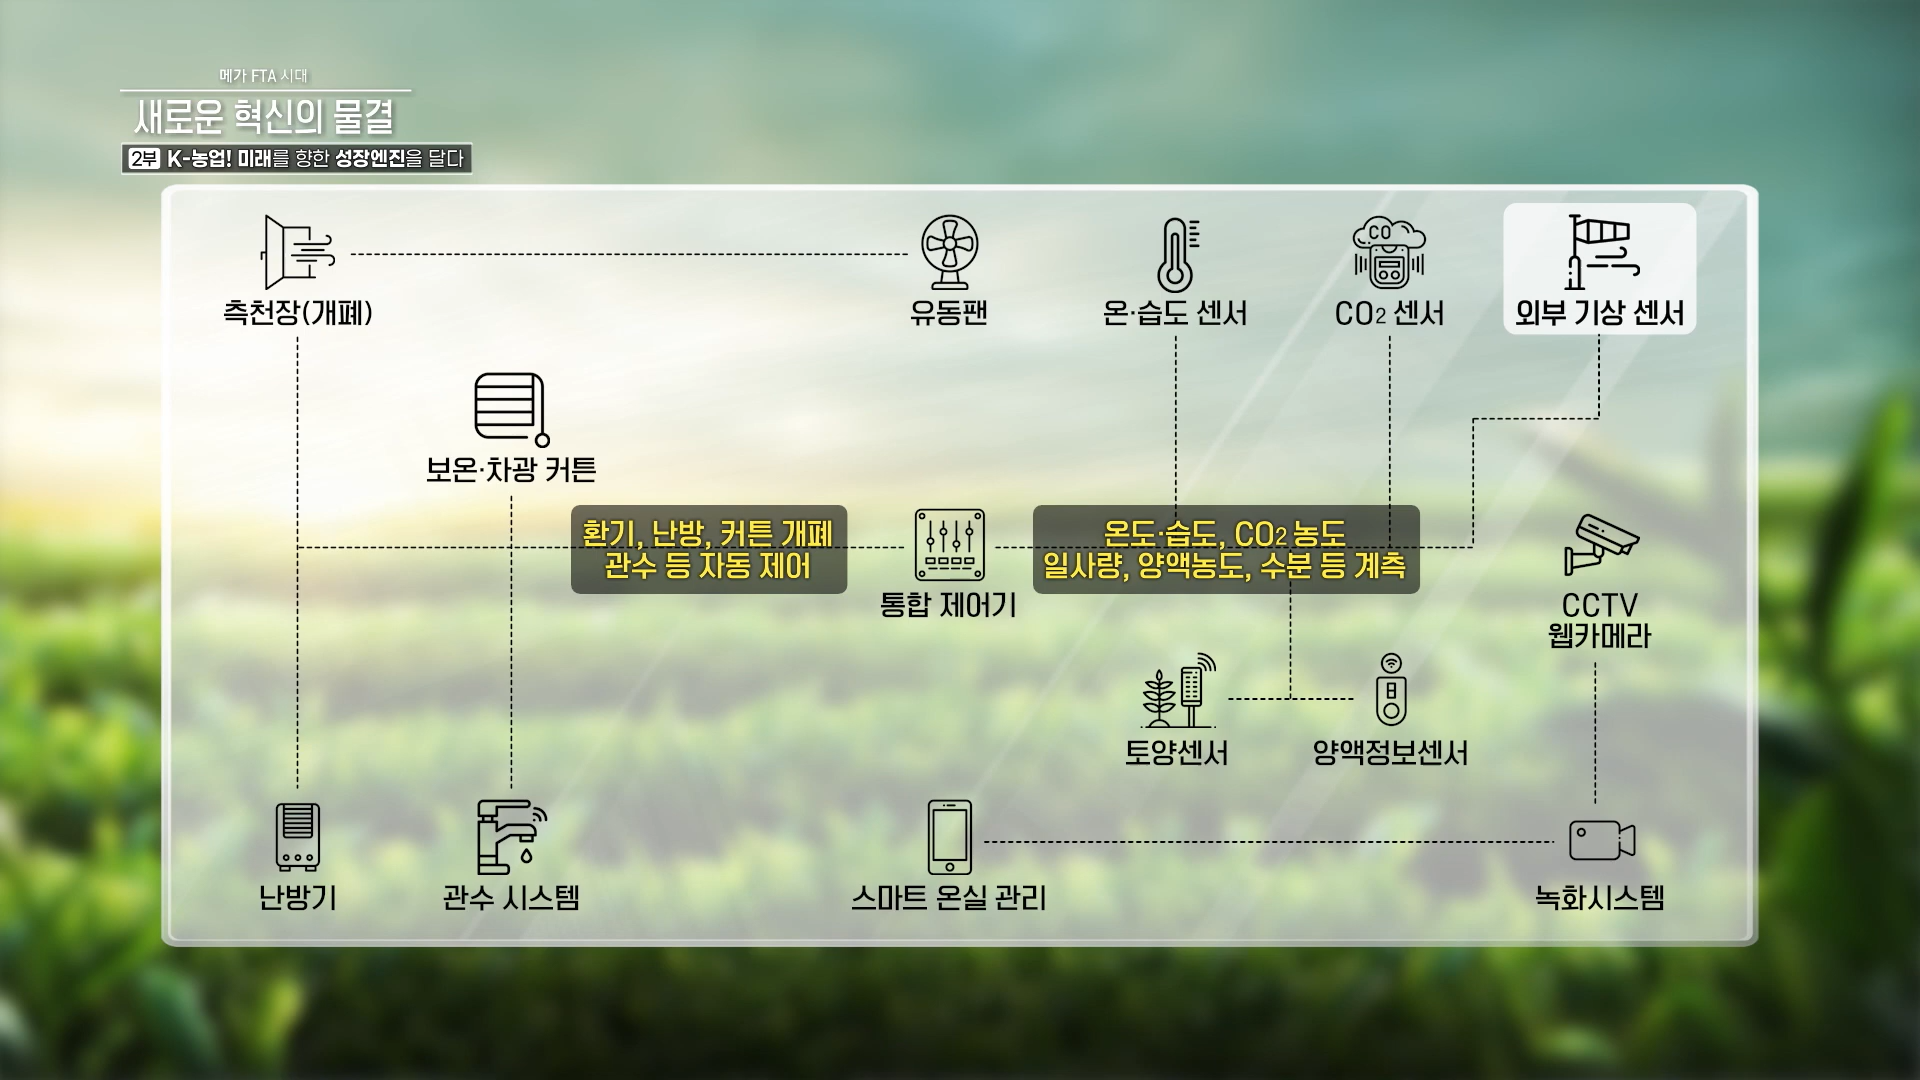 메가 FTA 시대
새로운 혁신의 물결
2부 K-농업! 미래를 향한 성장엔진을 달다
측천장(개폐)
유동팬
온·습도 센서
CO
CO2 센서
외부 기상 센서
보온·차광 커튼
환기, 난방, 커튼 개폐
관수 등 자동 제어
통합 제어기
온도·습도, CO2 농도
일사량, 양액농도, 수분 등 계측
CCTV
웹카메라
토양센서
양액정보센서
난방기
관수 시스템
스마트 온실 관리
녹화시스템